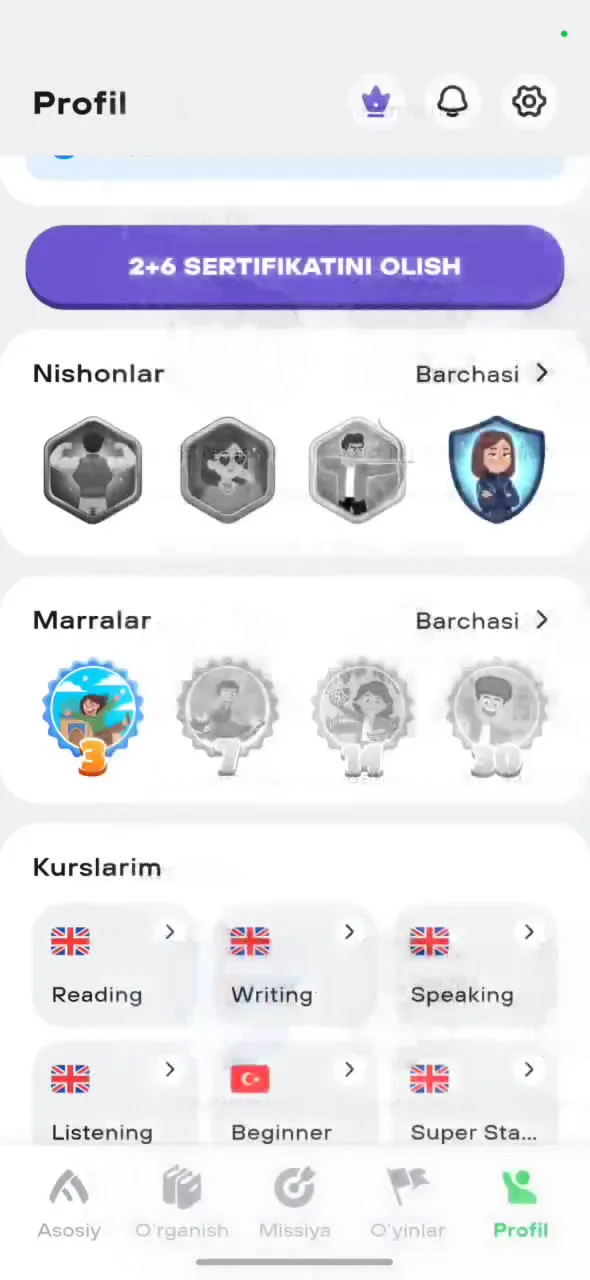 Profil
2+6 SERTIFIKATINI OLISH
Nishonlar
Barchasi
Marralar
Barchasi
3
7
14
30
Kurslarim
Reading
Writing
Speaking
Listening
Beginner
Super Sta...
Asosiy
O'rganish
Missiya
O'yinlar
Profil